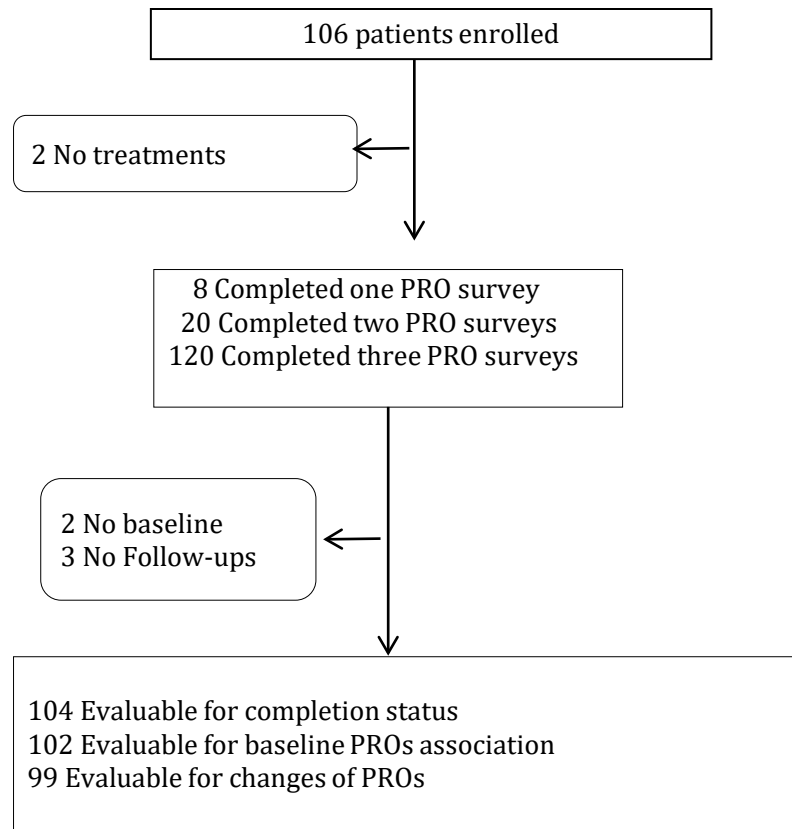 106 patients enrolled
2 No treatments
8 Completed one PRO survey
20 Completed two PRO surveys
120 Completed three PRO surveys
2 No baseline
3 No Follow-ups
104 Evaluable for completion status
102 Evaluable for baseline PROs association
99 Evaluable for changes of PROs